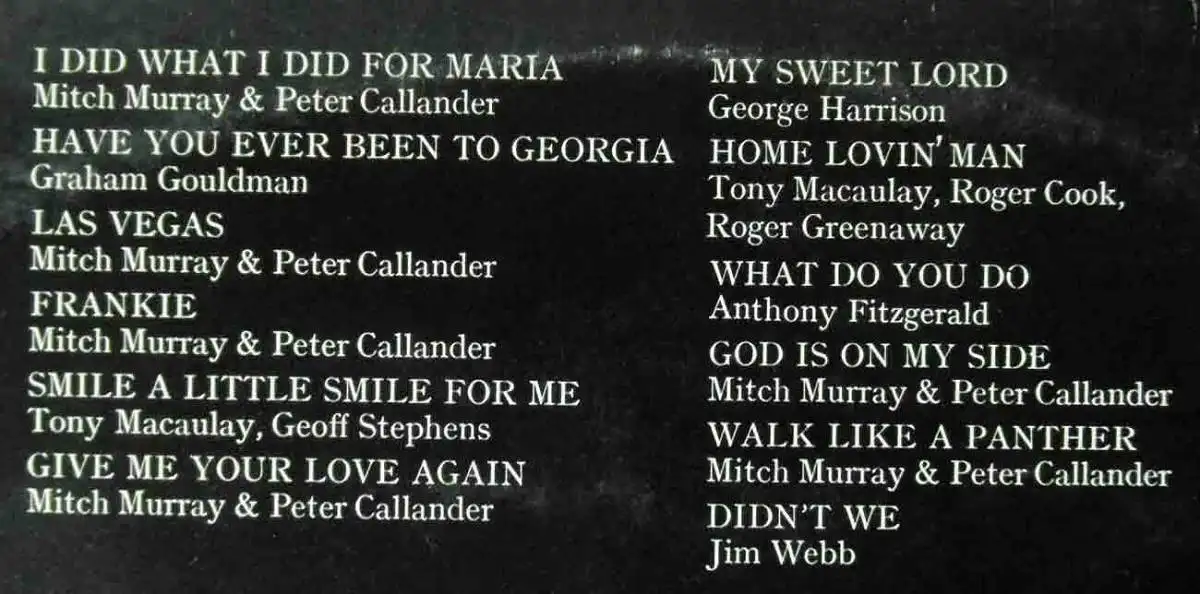 I DID WHAT I DID FOR MARIA
Mitch Murray & Peter Callander
HAVE YOU EVER BEEN TO GEORGIA
Graham Gouldman
LAS VEGAS
Mitch Murray & Peter Callander
FRANKIE
Mitch Murray & Peter Callander
SMILE A LITTLE SMILE FOR ME
Tony Macaulay, Geoff Stephens
GIVE ME YOUR LOVE AGAIN
Mitch Murray & Peter Callander
MY SWEET LORD
George Harrison
HOME LOVIN' MAN
Tony Macaulay, Roger Cook,
Roger Greenaway
WHAT DO YOU DO
Anthony Fitzgerald
GOD IS ON MY SIDE
Mitch Murray & Peter Callander
WALK LIKE A PANTHER
Mitch Murray & Peter Callander
DIDN'T WE
Jim Webb